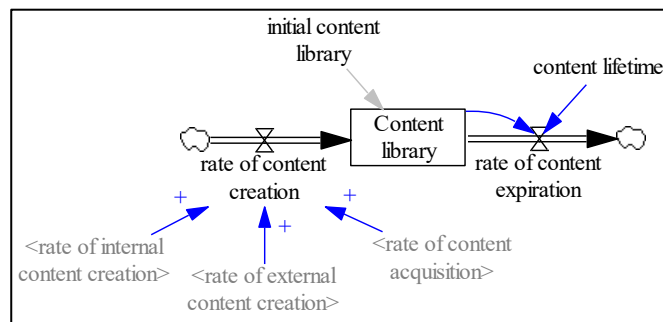 initial content
library
content lifetime
Content
library
rate of content
creation
rate of content
expiration
+
+
+
<rate of internal
content creation>
<rate of external
content creation>
<rate of content
acquisition>